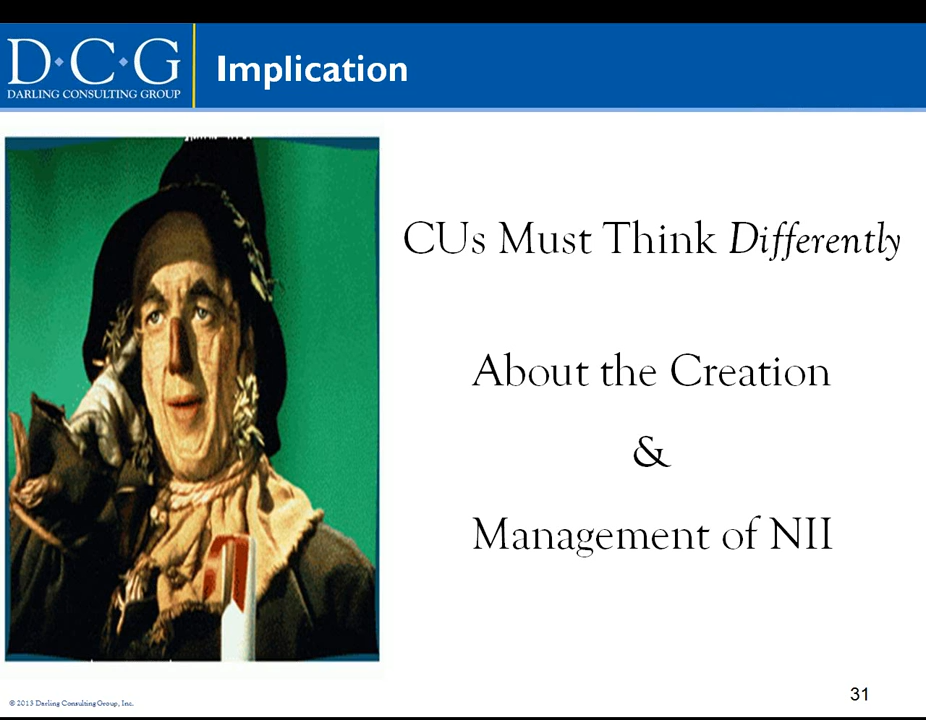 D·C·G
DARLING CONSULTING GROUP
Implication
CUs Must Think Differently
About the Creation
&
Management of NII
© 2013 Darling Consulting Group, Inc.
31